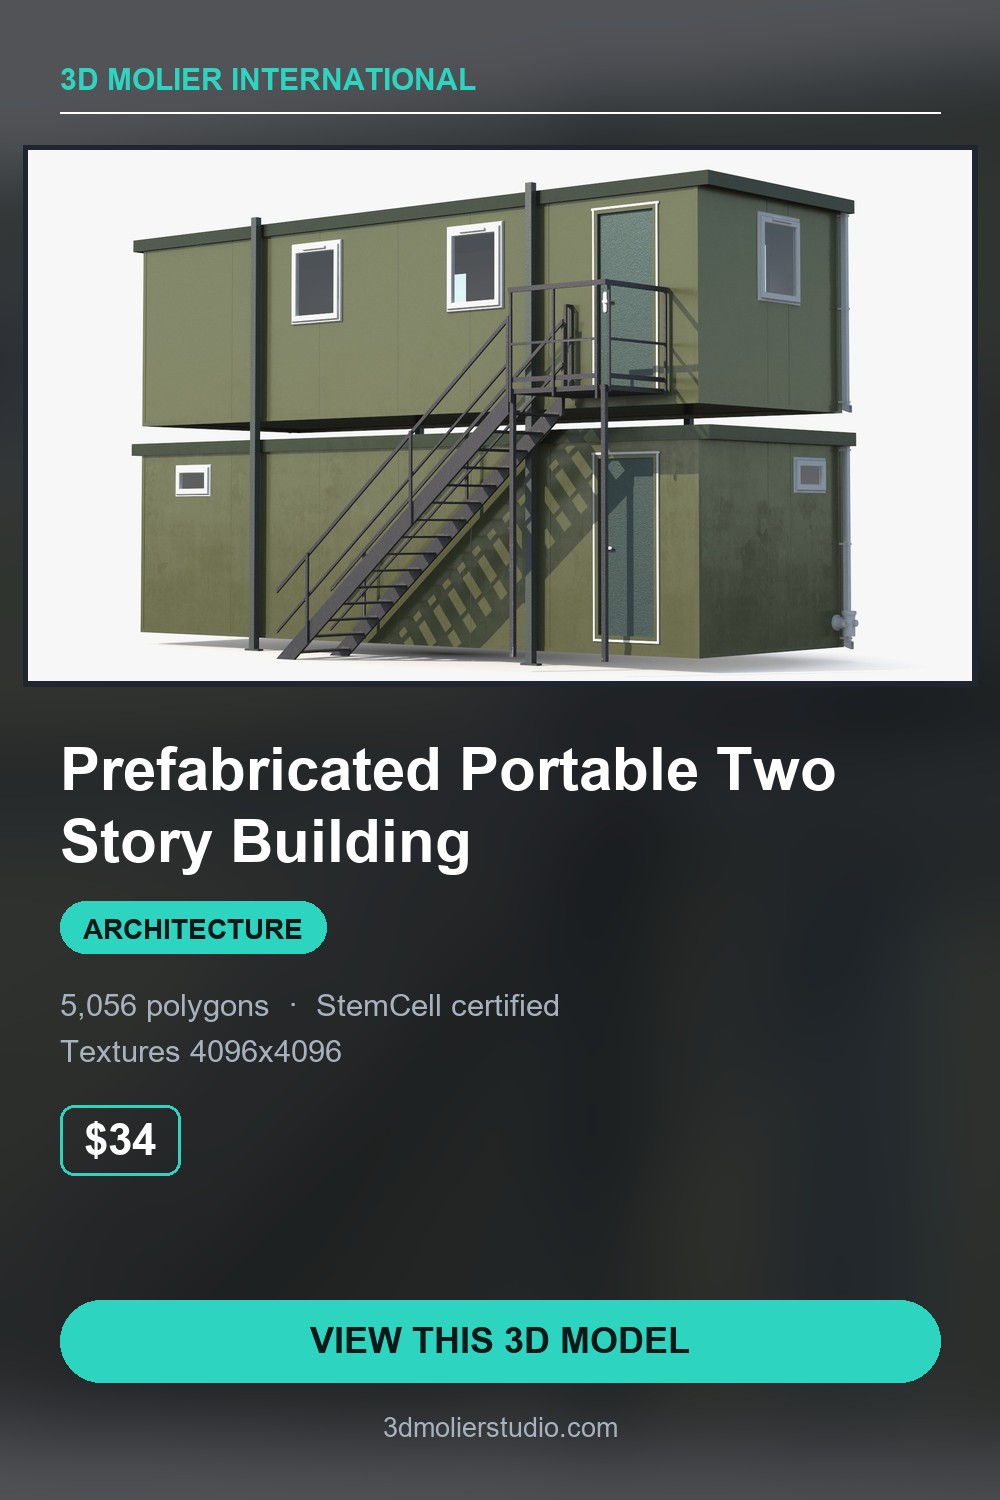 3D MOLIER INTERNATIONAL
Prefabricated Portable Two
Story Building
ARCHITECTURE
5,056 polygons · StemCell certified
Textures 4096x4096
$34
VIEW THIS 3D MODEL
3dmolierstudio.com